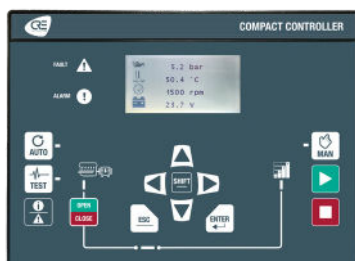 CRE
COMPACT CONTROLLER
FAULT
ALARM
5.2 bar
50.4 °C
1500 rpm
23.7 V
AUTO
MAN
TEST
SHIFT
OPEN
CLOSE
ESC
ENTER